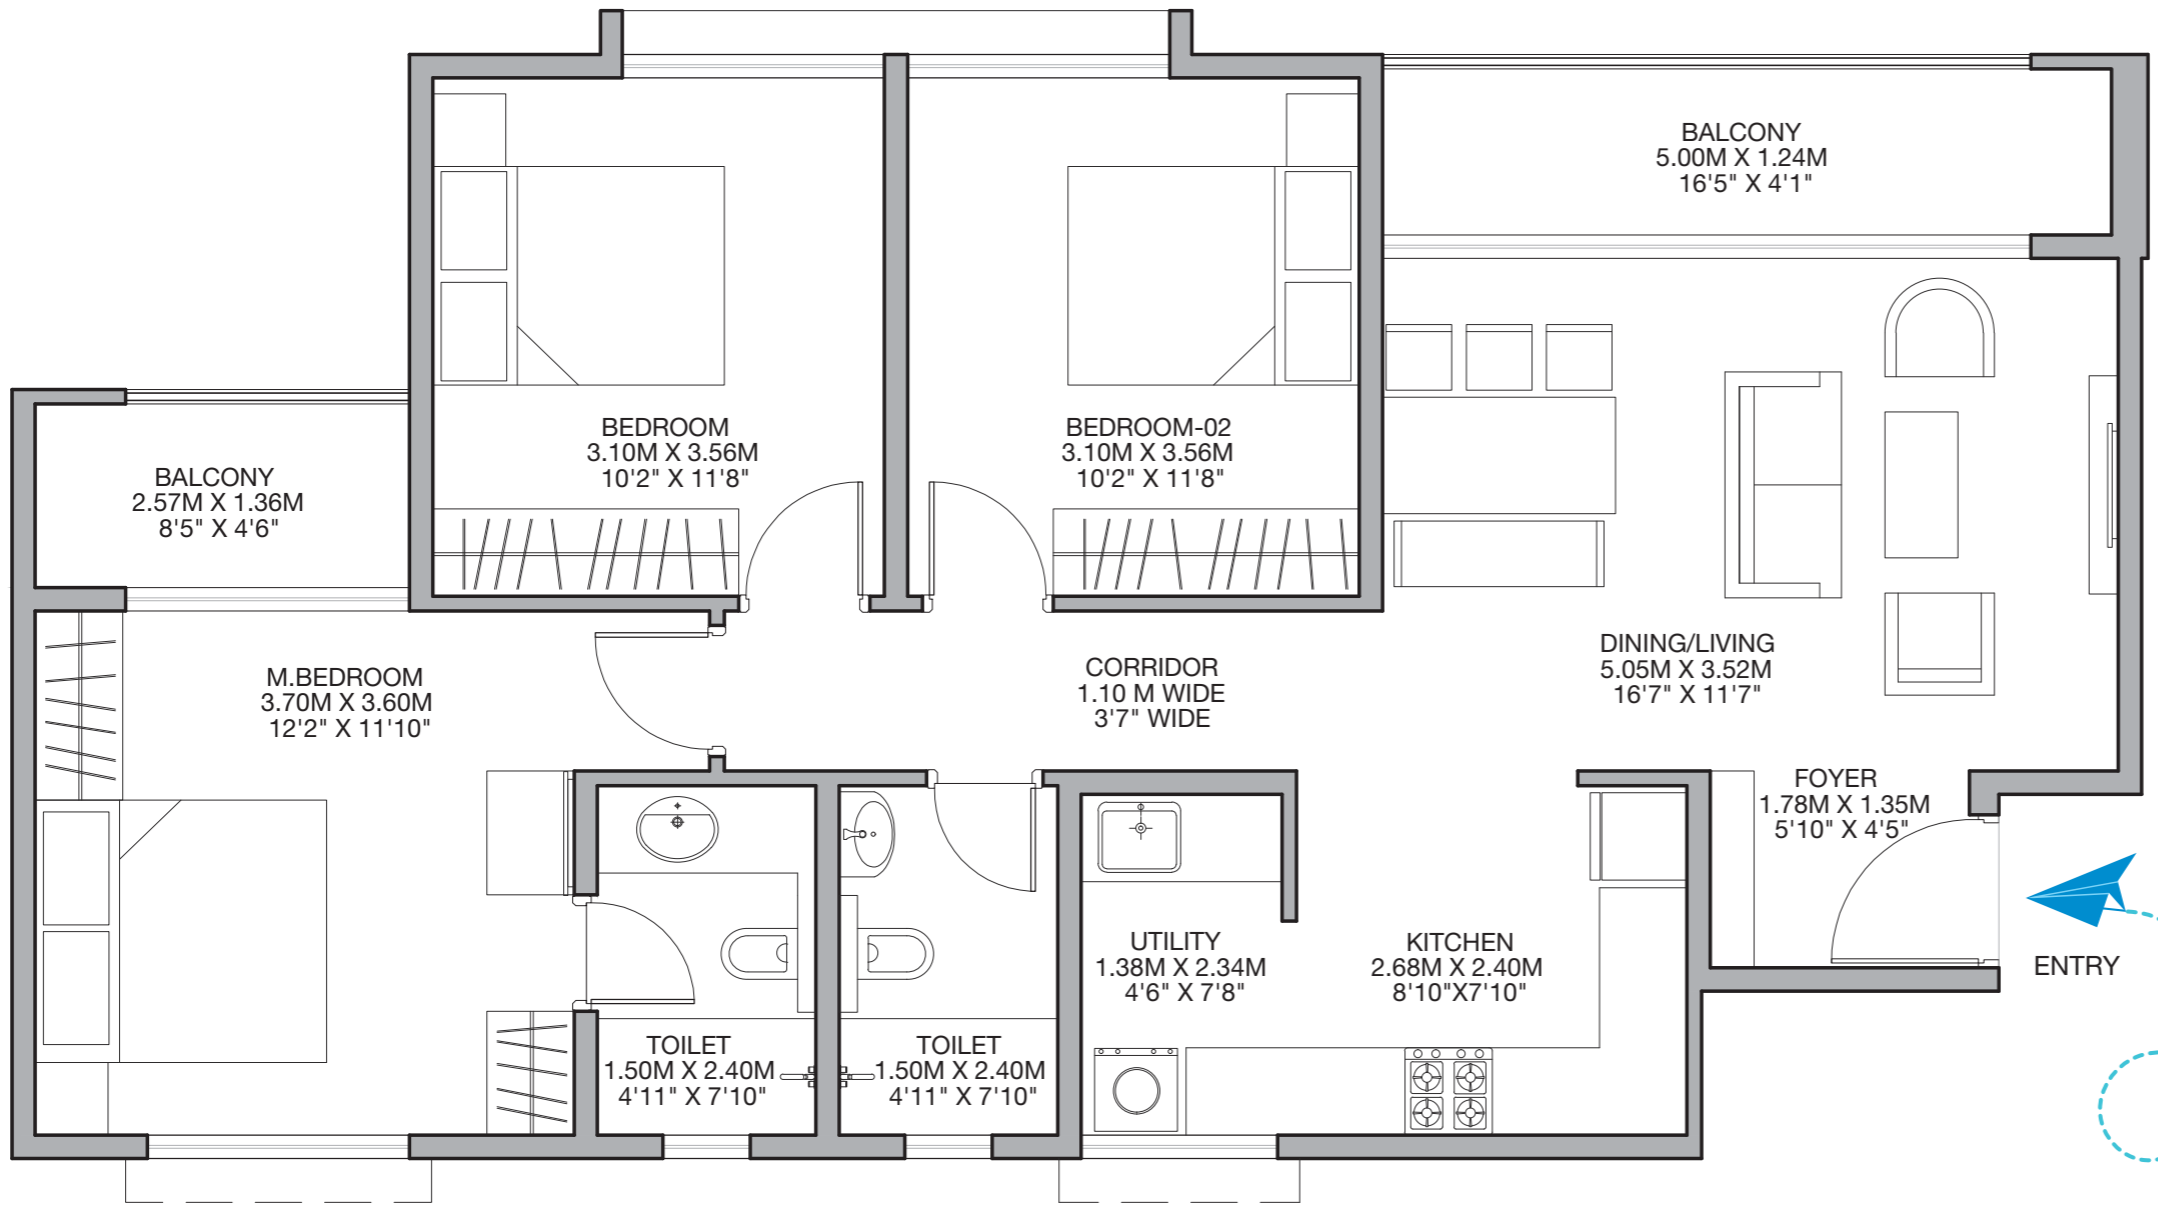 BALCONY
5.00M X 1.24M
16'5" X 4'1"
BEDROOM
3.10M X 3.56M
10'2" X 11'8"
BEDROOM-02
3.10M X 3.56M
10'2" X 11'8"
BALCONY
2.57M X 1.36M
8'5" X 4'6"
M.BEDROOM
3.70M X 3.60M
12'2" X 11'10"
CORRIDOR
1.10 M WIDE
3'7" WIDE
DINING/LIVING
5.05M X 3.52M
16'7" X 11'7"
FOYER
1.78M X 1.35M
5'10" X 4'5"
UTILITY
1.38M X 2.34M
4'6" X 7'8"
KITCHEN
2.68M X 2.40M
8'10"X7'10"
ENTRY
TOILET
1.50M X 2.40M
4'11" X 7'10"
TOILET
1.50M X 2.40M
4'11" X 7'10"